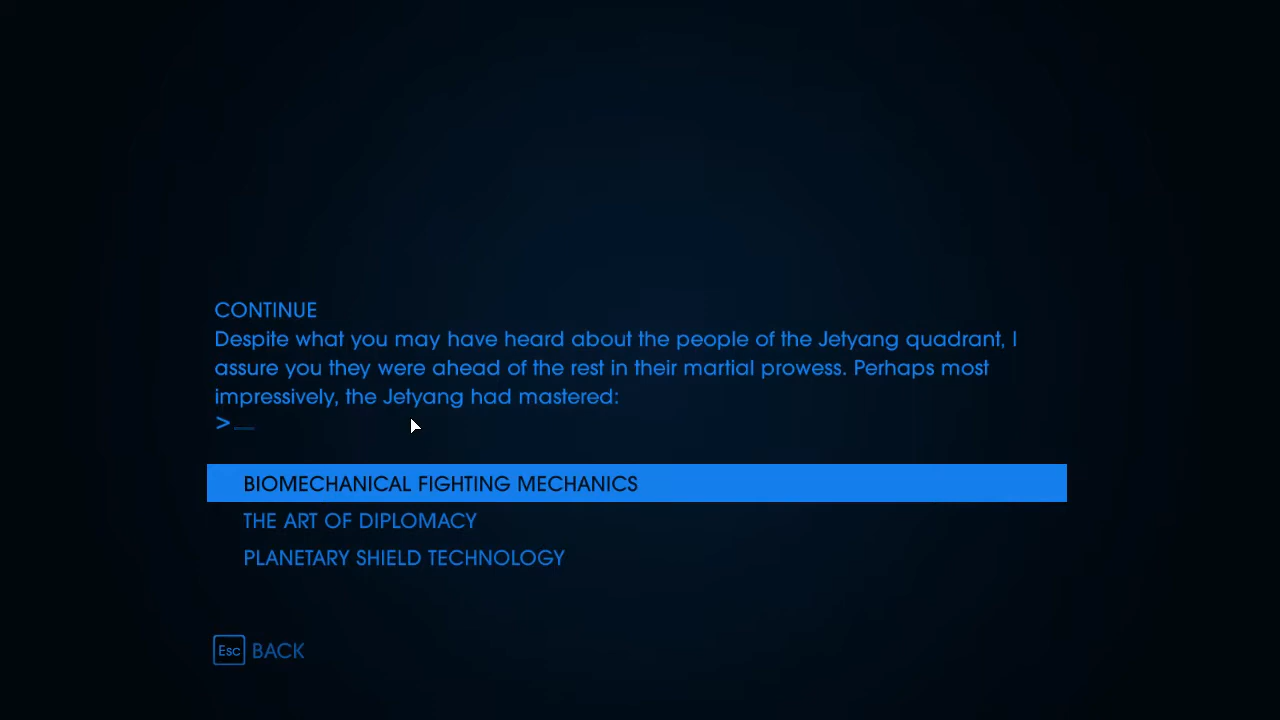 CONTINUE
Despite what you may have heard about the people of the Jetyang quadrant, I
assure you they were ahead of the rest in their martial prowess. Perhaps most
impressively, the Jetyang had mastered:
>_
BIOMECHANICAL FIGHTING MECHANICS
THE ART OF DIPLOMACY
PLANETARY SHIELD TECHNOLOGY
Esc BACK